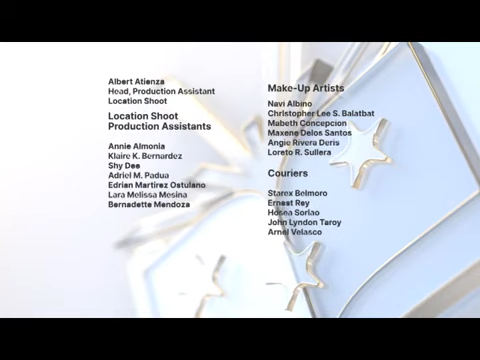 Albert Atienza
Head, Production Assistant
Location Shoot
Location Shoot
Production Assistants
Annie Almonia
Klaire K. Bernardez
Shy Dee
Adriel M. Padua
Edrian Martirez Ostulano
Lara Melissa Mesina
Bernadette Mendoza
Make-Up Artists
Navi Albino
Christopher Lee S. Balatbat
Mabeth Concepcion
Maxene Delos Santos
Angie Rivera Deris
Loreto R. Sullera
Couriers
Starex Belmoro
Ernest Rey
Hosea Soriao
John Lyndon Taroy
Arnel Velasco